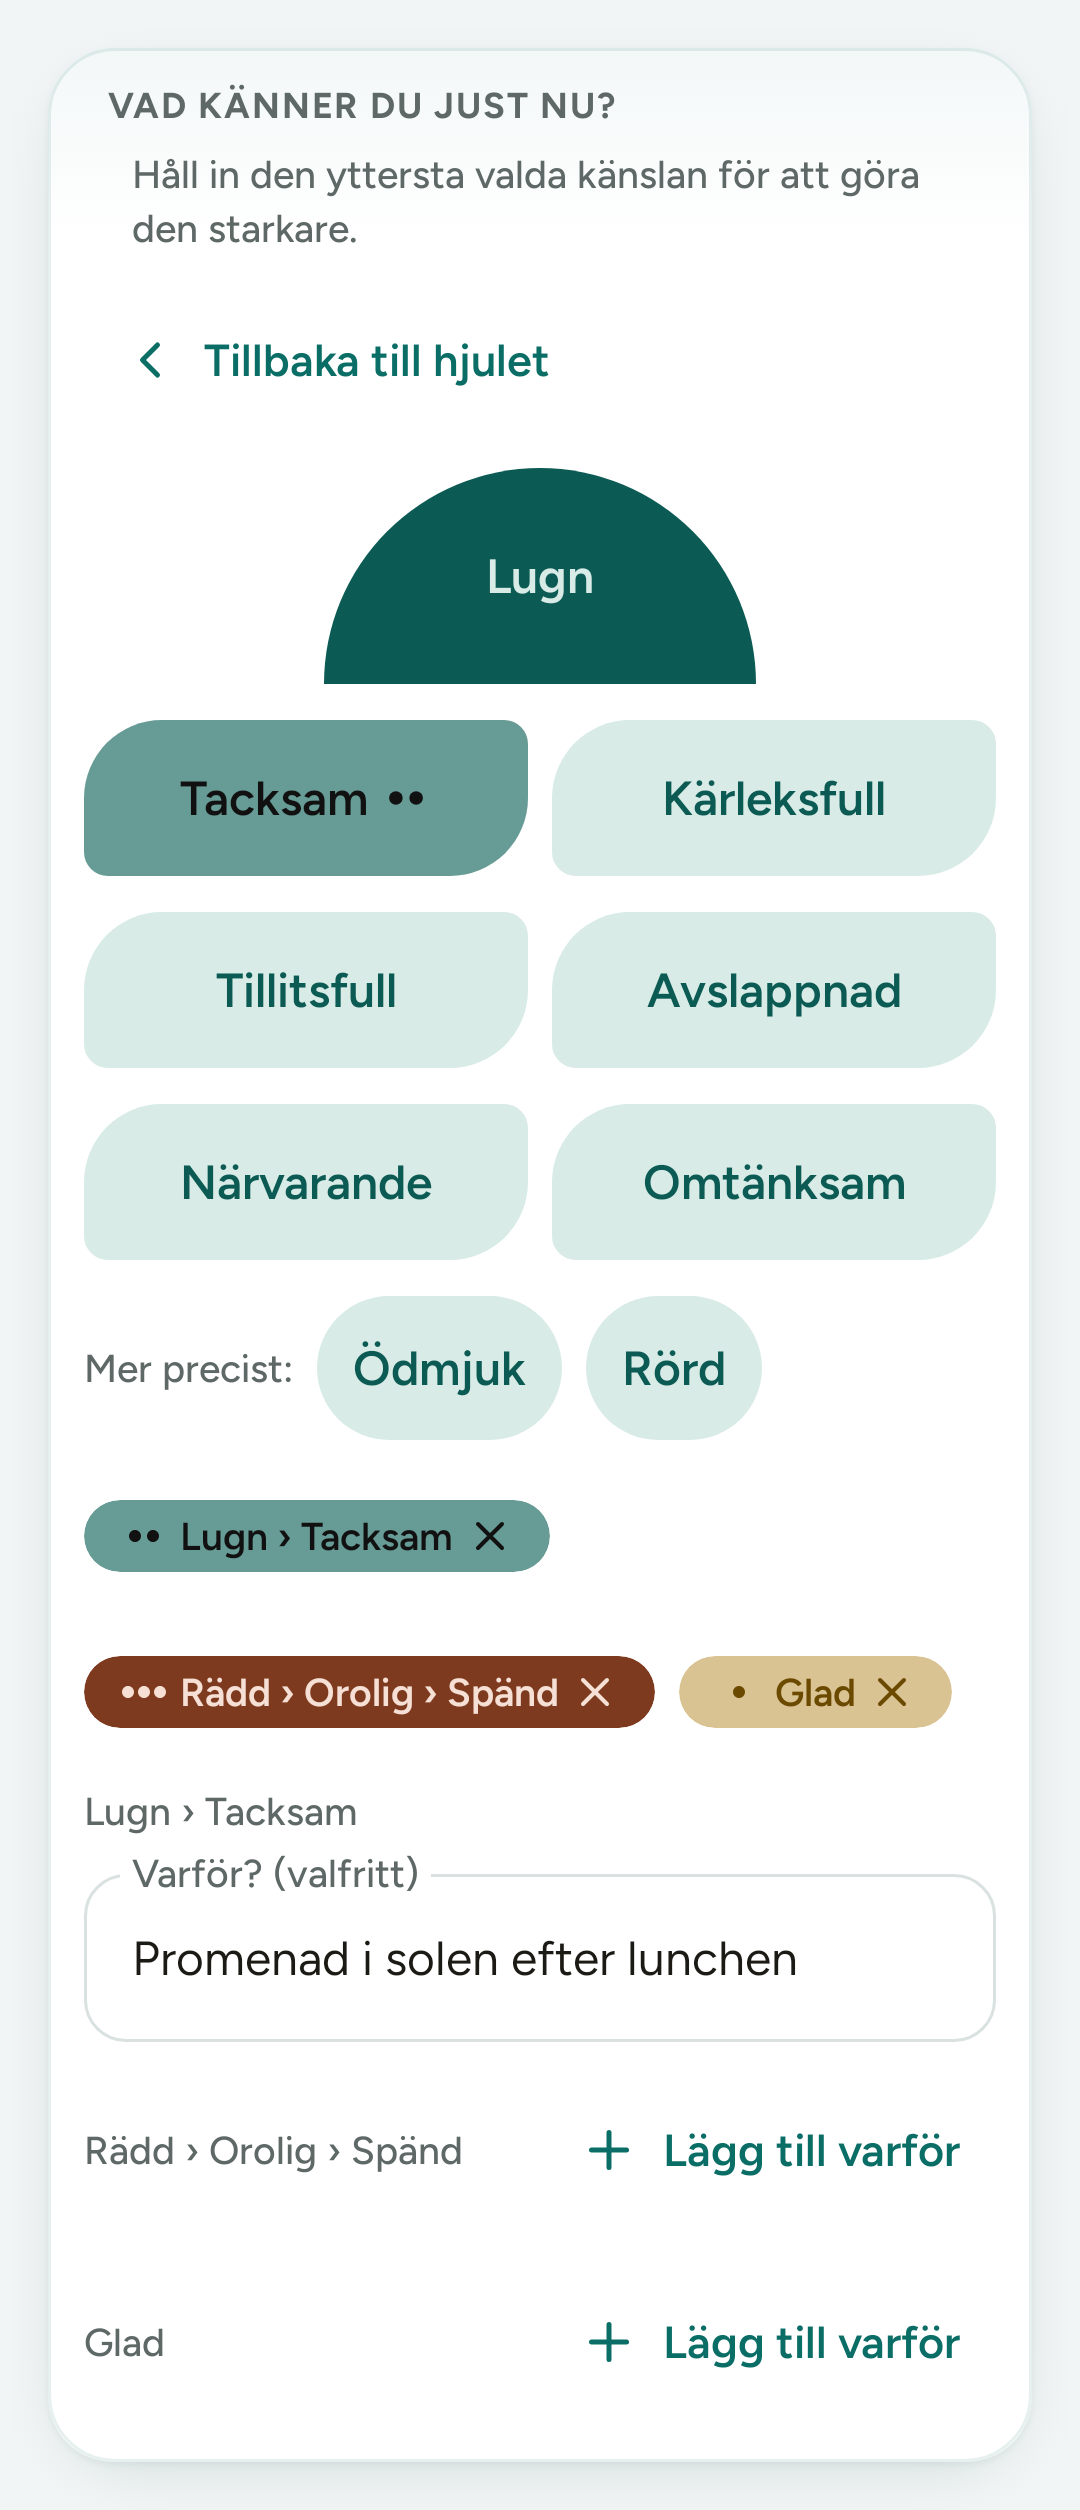 VAD KÄNNER DU JUST NU?
Håll in den yttersta valda känslan för att göra
den starkare.
Tillbaka till hjulet
Lugn
Tacksam ••
Kärleksfull
Tillitsfull
Avslappnad
Närvarande
Omtänksam
Mer precist:
Ödmjuk
Rörd
•• Lugn › Tacksam
••• Rädd › Orolig › Spänd
• Glad
Lugn › Tacksam
Varför? (valfritt)
Promenad i solen efter lunchen
Rädd › Orolig › Spänd
Lägg till varför
Glad
Lägg till varför